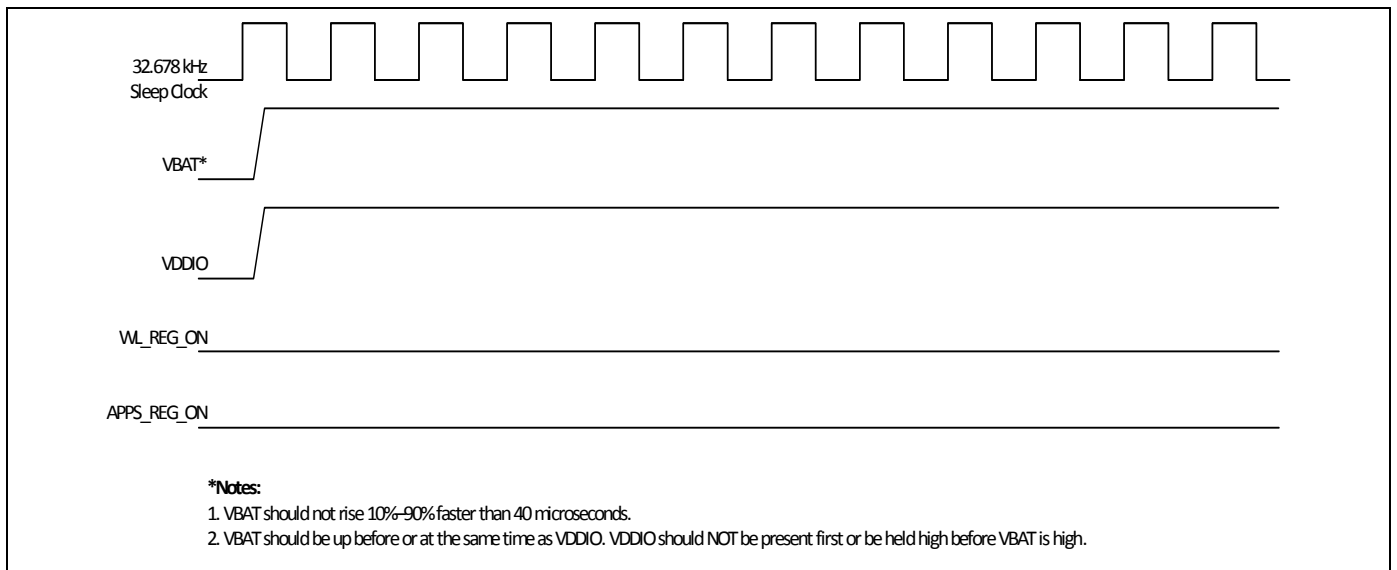 32.678 kHz
Sleep Clock
VBAT*
VDDIO
WL_REG_ON
APPS_REG_ON
*Notes:
1. VBAT should not rise 10%–90% faster than 40 microseconds.
2. VBAT should be up before or at the same time as VDDIO. VDDIO should NOT be present first or be held high before VBAT is high.